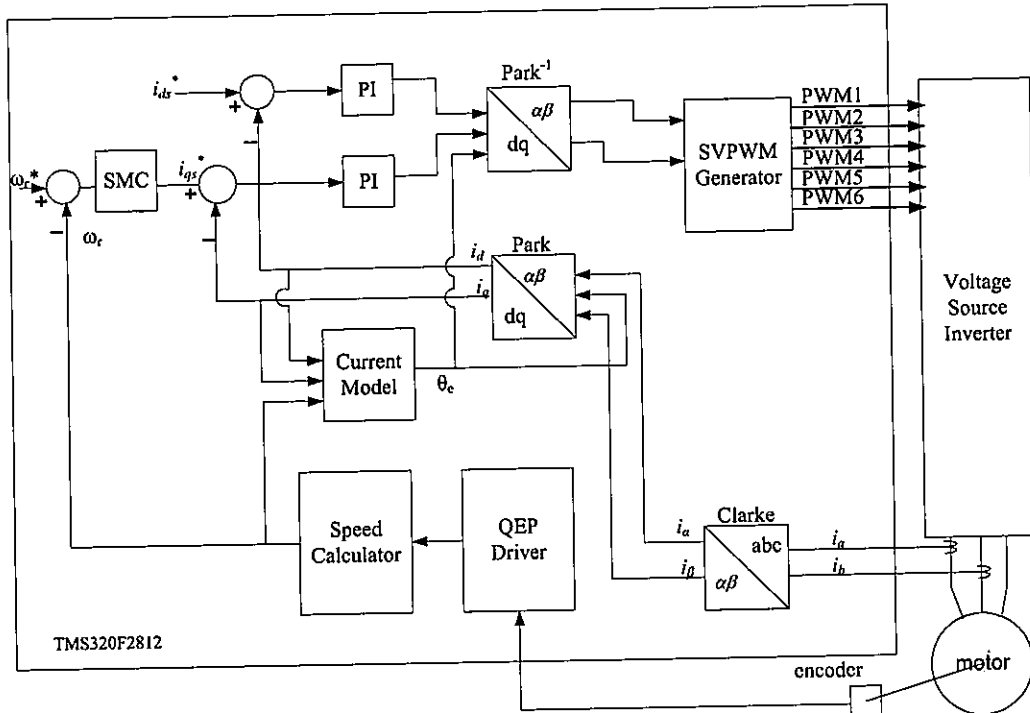 Park⁻¹
i_ds*
+
−
PI
αβ
dq
SVPWM
Generator
PWM1
PWM2
PWM3
PWM4
PWM5
PWM6
ω_r*
+
−
ω_r
SMC
i_qs*
+
−
PI
Park
i_d
i_q
αβ
dq
Voltage
Source
Inverter
Current
Model
θ_e
Speed
Calculator
QEP
Driver
Clarke
i_α
i_β
abc
αβ
i_a
i_b
TMS320F2812
encoder
motor